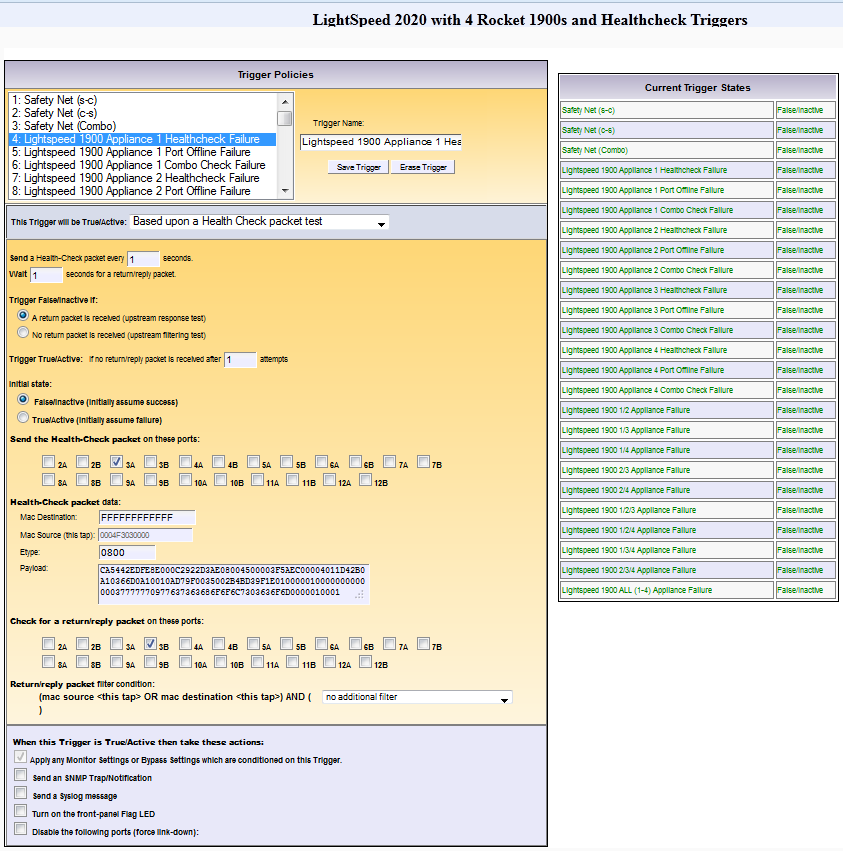 LightSpeed 2020 with 4 Rocket 1900s and Healthcheck Triggers
Trigger Policies
1: Safety Net (s-c)
2: Safety Net (c-s)
3: Safety Net (Combo)
4: Lightspeed 1900 Appliance 1 Healthcheck Failure
5: Lightspeed 1900 Appliance 1 Port Offline Failure
6: Lightspeed 1900 Appliance 1 Combo Check Failure
7: Lightspeed 1900 Appliance 2 Healthcheck Failure
8: Lightspeed 1900 Appliance 2 Port Offline Failure
Trigger Name:
Lightspeed 1900 Appliance 1 Hea
Save Trigger Erase Trigger
This Trigger will be True/Active: Based upon a Health Check packet test
Send a Health-Check packet every 1 seconds.
Wait 1 seconds for a return/reply packet.
Trigger False/Inactive if:
A return packet is received (upstream response test)
No return packet is received (upstream filtering test)
Trigger True/Active: if no return/reply packet is received after 1 attempts
Initial state:
False/Inactive (initially assume success)
True/Active (initially assume failure)
Send the Health-Check packet on these ports:
2A 2B 3A 3B 4A 4B 5A 5B 6A 6B 7A 7B
8A 8B 9A 9B 10A 10B 11A 11B 12A 12B
Health-Check packet data:
Mac Destination: FFFFFFFFFFFF
Mac Source (this tap): 0004F3030000
Etype: 0800
Payload: CA5442EDFE8E000C2922D3AE08004500003F5AEC00004011D42B0
A10366D0A10010AD79F0035002B4BD39F1E010000010000000000
00037777770977637363686F6F6C7303636F6D0000010001
Check for a return/reply packet on these ports:
2A 2B 3A 3B 4A 4B 5A 5B 6A 6B 7A 7B
8A 8B 9A 9B 10A 10B 11A 11B 12A 12B
Return/reply packet filter condition:
(mac source <this tap> OR mac destination <this tap>) AND ( no additional filter
)
When this Trigger is True/Active then take these actions:
Apply any Monitor Settings or Bypass Settings which are conditioned on this Trigger.
Send an SNMP Trap/Notification
Send a Syslog message
Turn on the front-panel Flag LED
Disable the following ports (force link-down):
Current Trigger States
Safety Net (s-c) False/Inactive
Safety Net (c-s) False/Inactive
Safety Net (Combo) False/Inactive
Lightspeed 1900 Appliance 1 Healthcheck Failure False/Inactive
Lightspeed 1900 Appliance 1 Port Offline Failure False/Inactive
Lightspeed 1900 Appliance 1 Combo Check Failure False/Inactive
Lightspeed 1900 Appliance 2 Healthcheck Failure False/Inactive
Lightspeed 1900 Appliance 2 Port Offline Failure False/Inactive
Lightspeed 1900 Appliance 2 Combo Check Failure False/Inactive
Lightspeed 1900 Appliance 3 Healthcheck Failure False/Inactive
Lightspeed 1900 Appliance 3 Port Offline Failure False/Inactive
Lightspeed 1900 Appliance 3 Combo Check Failure False/Inactive
Lightspeed 1900 Appliance 4 Healthcheck Failure False/Inactive
Lightspeed 1900 Appliance 4 Port Offline Failure False/Inactive
Lightspeed 1900 Appliance 4 Combo Check Failure False/Inactive
Lightspeed 1900 1/2 Appliance Failure False/Inactive
Lightspeed 1900 1/3 Appliance Failure False/Inactive
Lightspeed 1900 1/4 Appliance Failure False/Inactive
Lightspeed 1900 2/3 Appliance Failure False/Inactive
Lightspeed 1900 2/4 Appliance Failure False/Inactive
Lightspeed 1900 1/2/3 Appliance Failure False/Inactive
Lightspeed 1900 1/2/4 Appliance Failure False/Inactive
Lightspeed 1900 1/3/4 Appliance Failure False/Inactive
Lightspeed 1900 2/3/4 Appliance Failure False/Inactive
Lightspeed 1900 ALL (1-4) Appliance Failure False/Inactive